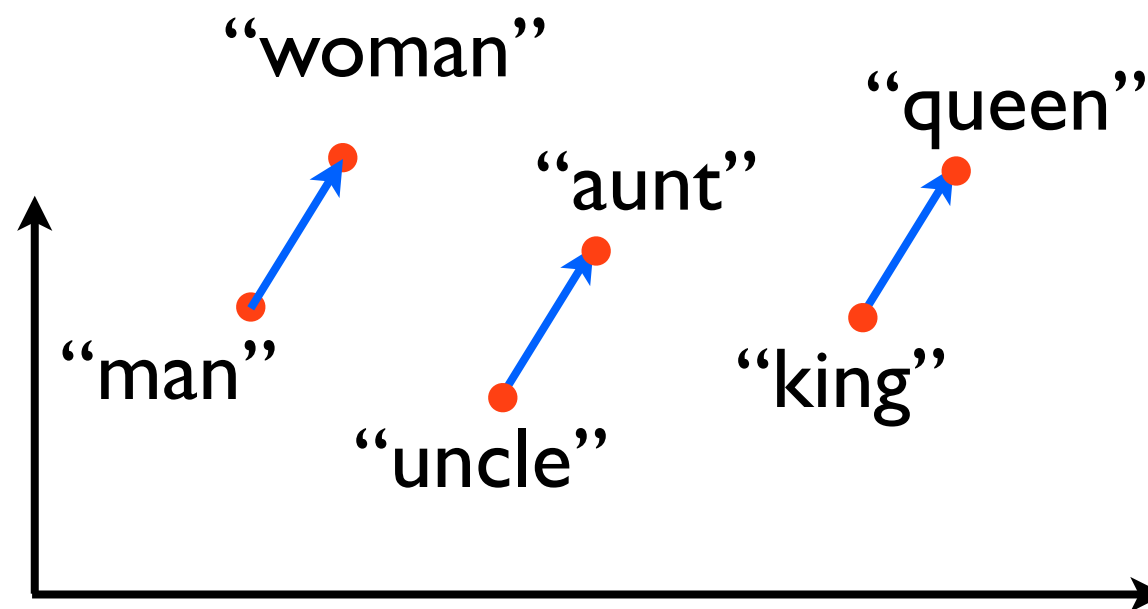 “woman”
“queen”
“aunt”
“man”
“king”
“uncle”